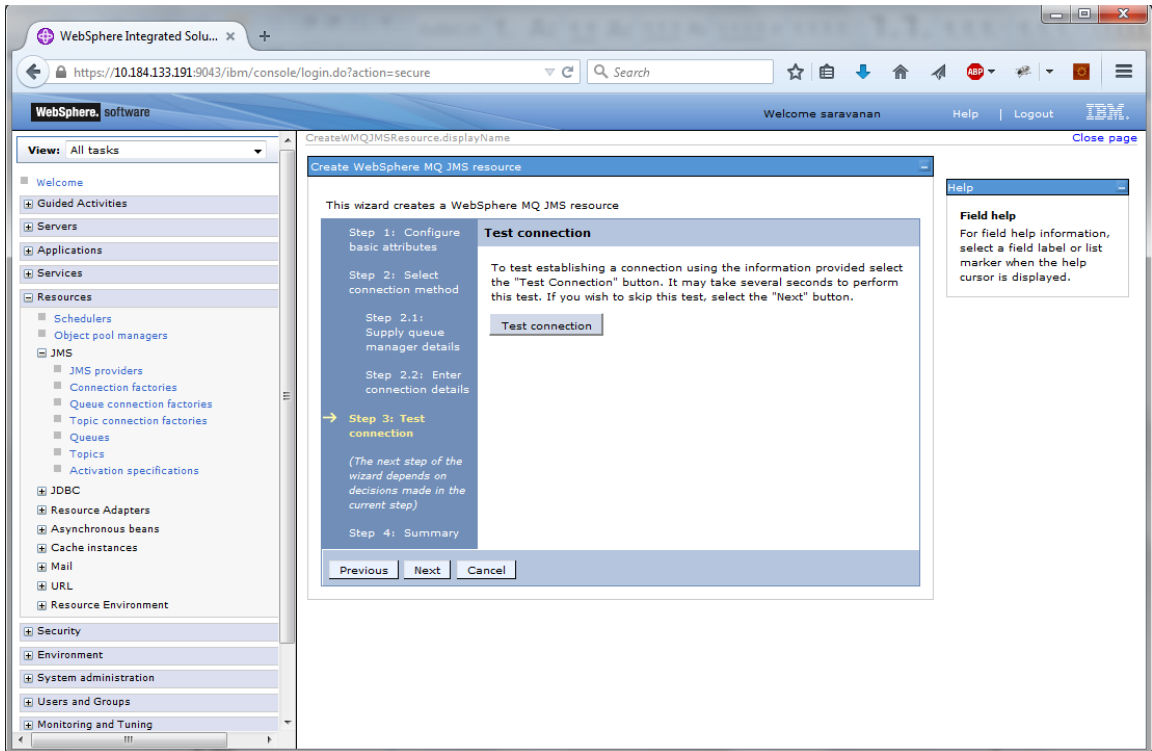 WebSphere Integrated Solu... × +
https://10.184.133.191:9043/ibm/console/login.do?action=secure
Search
ABP
WebSphere. software
Welcome saravanan
Help | Logout
IBM.
View: All tasks
Welcome
Guided Activities
Servers
Applications
Services
Resources
Schedulers
Object pool managers
JMS
JMS providers
Connection factories
Queue connection factories
Topic connection factories
Queues
Topics
Activation specifications
JDBC
Resource Adapters
Asynchronous beans
Cache instances
Mail
URL
Resource Environment
Security
Environment
System administration
Users and Groups
Monitoring and Tuning
CreateWMQJMSResource.displayName
Close page
Create WebSphere MQ JMS resource
This wizard creates a WebSphere MQ JMS resource
Step 1: Configure
basic attributes
Step 2: Select
connection method
Step 2.1:
Supply queue
manager details
Step 2.2: Enter
connection details
Step 3: Test
connection
(The next step of the
wizard depends on
decisions made in the
current step)
Step 4: Summary
Test connection
To test establishing a connection using the information provided select
the "Test Connection" button. It may take several seconds to perform
this test. If you wish to skip this test, select the "Next" button.
Test connection
Previous Next Cancel
Help
Field help
For field help information,
select a field label or list
marker when the help
cursor is displayed.